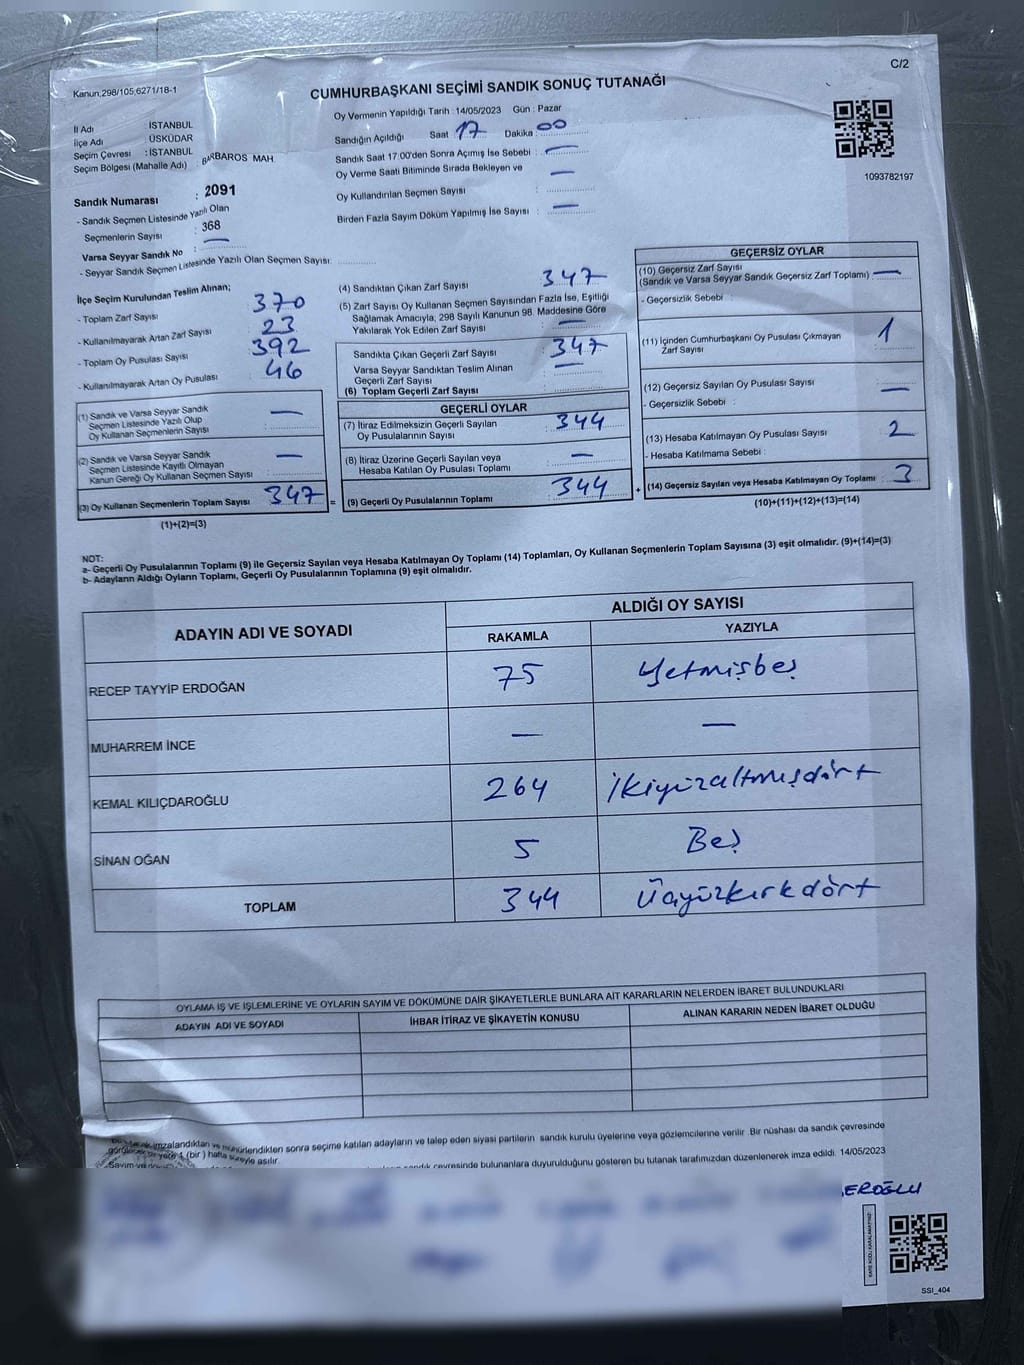 C/2
Kanun.298/105,6271/18-1
CUMHURBAŞKANI SEÇİMİ SANDIK SONUÇ TUTANAĞI
İl Adı İSTANBUL
İlçe Adı ÜSKÜDAR
Seçim Çevresi : İSTANBUL
Seçim Bölgesi (Mahalle Adı) BARBAROS MAH.
Sandık Numarası : 2091
- Sandık Seçmen Listesinde Yazılı Olan
Seçmenlerin Sayısı : 368
Varsa Seyyar Sandık No : —
- Seyyar Sandık Seçmen Listesinde Yazılı Olan Seçmen Sayısı:
Oy Vermenin Yapıldığı Tarih : 14/05/2023 Gün : Pazar
Sandığın Açıldığı Saat 17 Dakika 00
Sandık Saat 17:00'den Sonra Açımış İse Sebebi : —
Oy Verme Saati Bitiminde Sırada Bekleyen ve —
Oy Kullandırılan Seçmen Sayısı :
Birden Fazla Sayım Döküm Yapılmış İse Sayısı : —
1093782197
İlçe Seçim Kurulundan Teslim Alınan;
- Toplam Zarf Sayısı 370
- Kullanılmayarak Artan Zarf Sayısı 23
- Toplam Oy Pusulası Sayısı 392
- Kullanılmayarak Artan Oy Pusulası 46
(1) Sandık ve Varsa Seyyar Sandık —
Seçmen Listesinde Yazılı Olup
Oy Kullanan Seçmenlerin Sayısı
(2) Sandık ve Varsa Seyyar Sandık —
Seçmen Listesinde Kayıtlı Olmayan
Kanun Gereği Oy Kullanan Seçmen Sayısı
(3) Oy Kullanan Seçmenlerin Toplam Sayısı 347 =
(1)+(2)=(3)
(4) Sandıktan Çıkan Zarf Sayısı 347
(5) Zarf Sayısı Oy Kullanan Seçmen Sayısından Fazla İse, Eşitliği
Sağlamak Amacıyla, 298 Sayılı Kanunun 98. Maddesine Göre
Yakılarak Yok Edilen Zarf Sayısı —
Sandıkta Çıkan Geçerli Zarf Sayısı 347
Varsa Seyyar Sandıktan Teslim Alınan —
Geçerli Zarf Sayısı
(6) Toplam Geçerli Zarf Sayısı
GEÇERLİ OYLAR
(7) İtiraz Edilmeksizin Geçerli Sayılan 344
Oy Pusulalarının Sayısı
(8) İtiraz Üzerine Geçerli Sayılan veya —
Hesaba Katılan Oy Pusulası Toplamı
(9) Geçerli Oy Pusulalarının Toplamı 344 +
GEÇERSİZ OYLAR
(10) Geçersiz Zarf Sayısı
(Sandık ve Varsa Seyyar Sandık Geçersiz Zarf Toplamı) —
- Geçersizlik Sebebi :
(11) İçinden Cumhurbaşkanı Oy Pusulası Çıkmayan 1
Zarf Sayısı
(12) Geçersiz Sayılan Oy Pusulası Sayısı —
- Geçersizlik Sebebi :
(13) Hesaba Katılmayan Oy Pusulası Sayısı 2
- Hesaba Katılmama Sebebi :
(14) Geçersiz Sayılan veya Hesaba Katılmayan Oy Toplamı 3
(10)+(11)+(12)+(13)=(14)
NOT:
a- Geçerli Oy Pusulalarının Toplamı (9) ile Geçersiz Sayılan veya Hesaba Katılmayan Oy Toplamı (14) Toplamları, Oy Kullanan Seçmenlerin Toplam Sayısına (3) eşit olmalıdır. (9)+(14)=(3)
b- Adayların Aldığı Oyların Toplamı, Geçerli Oy Pusulalarının Toplamına (9) eşit olmalıdır.
ADAYIN ADI VE SOYADI ALDIĞI OY SAYISI
RAKAMLA YAZIYLA
RECEP TAYYİP ERDOĞAN 75 Yetmişbeş
MUHARREM İNCE — —
KEMAL KILIÇDAROĞLU 264 İkiyüzaltmışdört
SİNAN OĞAN 5 Beş
TOPLAM 344 Üçyüzkırkdört
OYLAMA İŞ VE İŞLEMLERİNE VE OYLARIN SAYIM VE DÖKÜMÜNE DAİR ŞİKAYETLERLE BUNLARA AİT KARARLARIN NELERDEN İBARET BULUNDUKLARI
ADAYIN ADI VE SOYADI İHBAR İTİRAZ VE ŞİKAYETİN KONUSU ALINAN KARARIN NEDEN İBARET OLDUĞU
imzalandıktan ve mühürlendikten sonra seçime katılan adayların ve talep eden siyasi partilerin sandık kurulu üyelerine veya gözlemcilerine verilir. Bir nüshası da sandık çevresinde
yere 1 (bir) hafta süreyle asılır.
sandık çevresinde bulunanlara duyurulduğunu gösteren bu tutanak tarafımızdan düzenlenerek imza edildi. 14/05/2023
EROĞLU
SSI_404